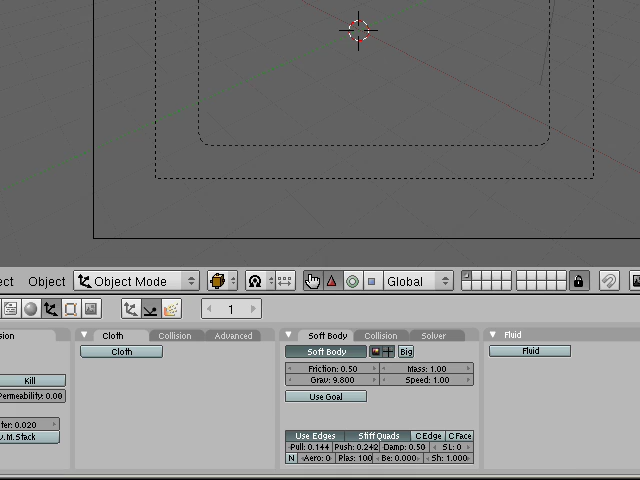 ect Object Object Mode Global
1
sion Cloth Collision Advanced Soft Body Collision Solver Fluid
Cloth Soft Body Big Fluid
Friction: 0.50 Mass: 1.00
Kill Grav: 9.800 Speed: 1.00
Permeability: 0.00 Use Goal
ter: 0.020
.M.Stack Use Edges Stiff Quads CEdge CFace
Pull: 0.144 Push: 0.242 Damp: 0.50 SL: 0
N Aero: 0 Plas: 100 Be: 0.000 Sh: 1.000